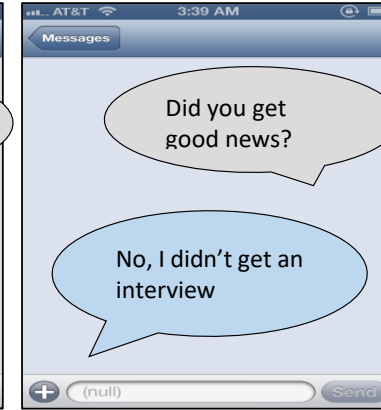 AT&T 3:39 AM
Messages
Did you get
good news?
No, I didn't get an
interview
(null)
Send